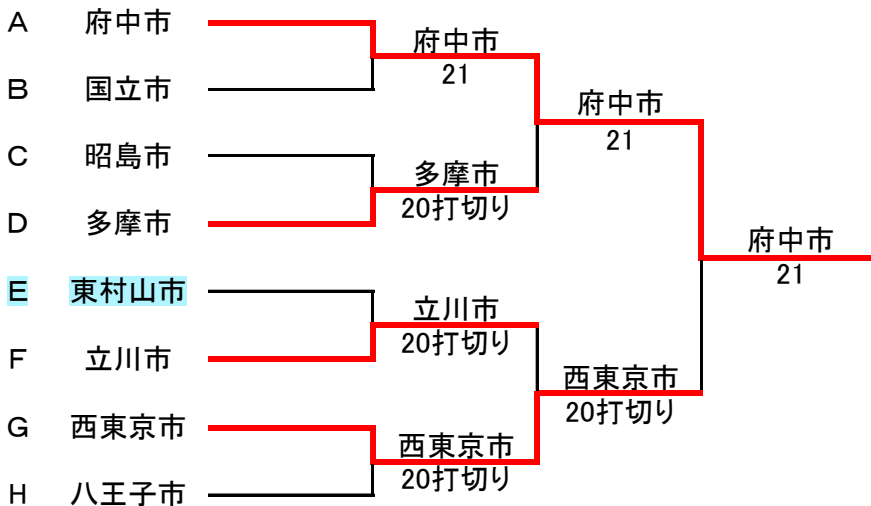 A 府中市
B 国立市
C 昭島市
D 多摩市
E 東村山市
F 立川市
G 西東京市
H 八王子市
府中市
21
多摩市
20打切り
立川市
20打切り
西東京市
20打切り
府中市
21
西東京市
20打切り
府中市
21